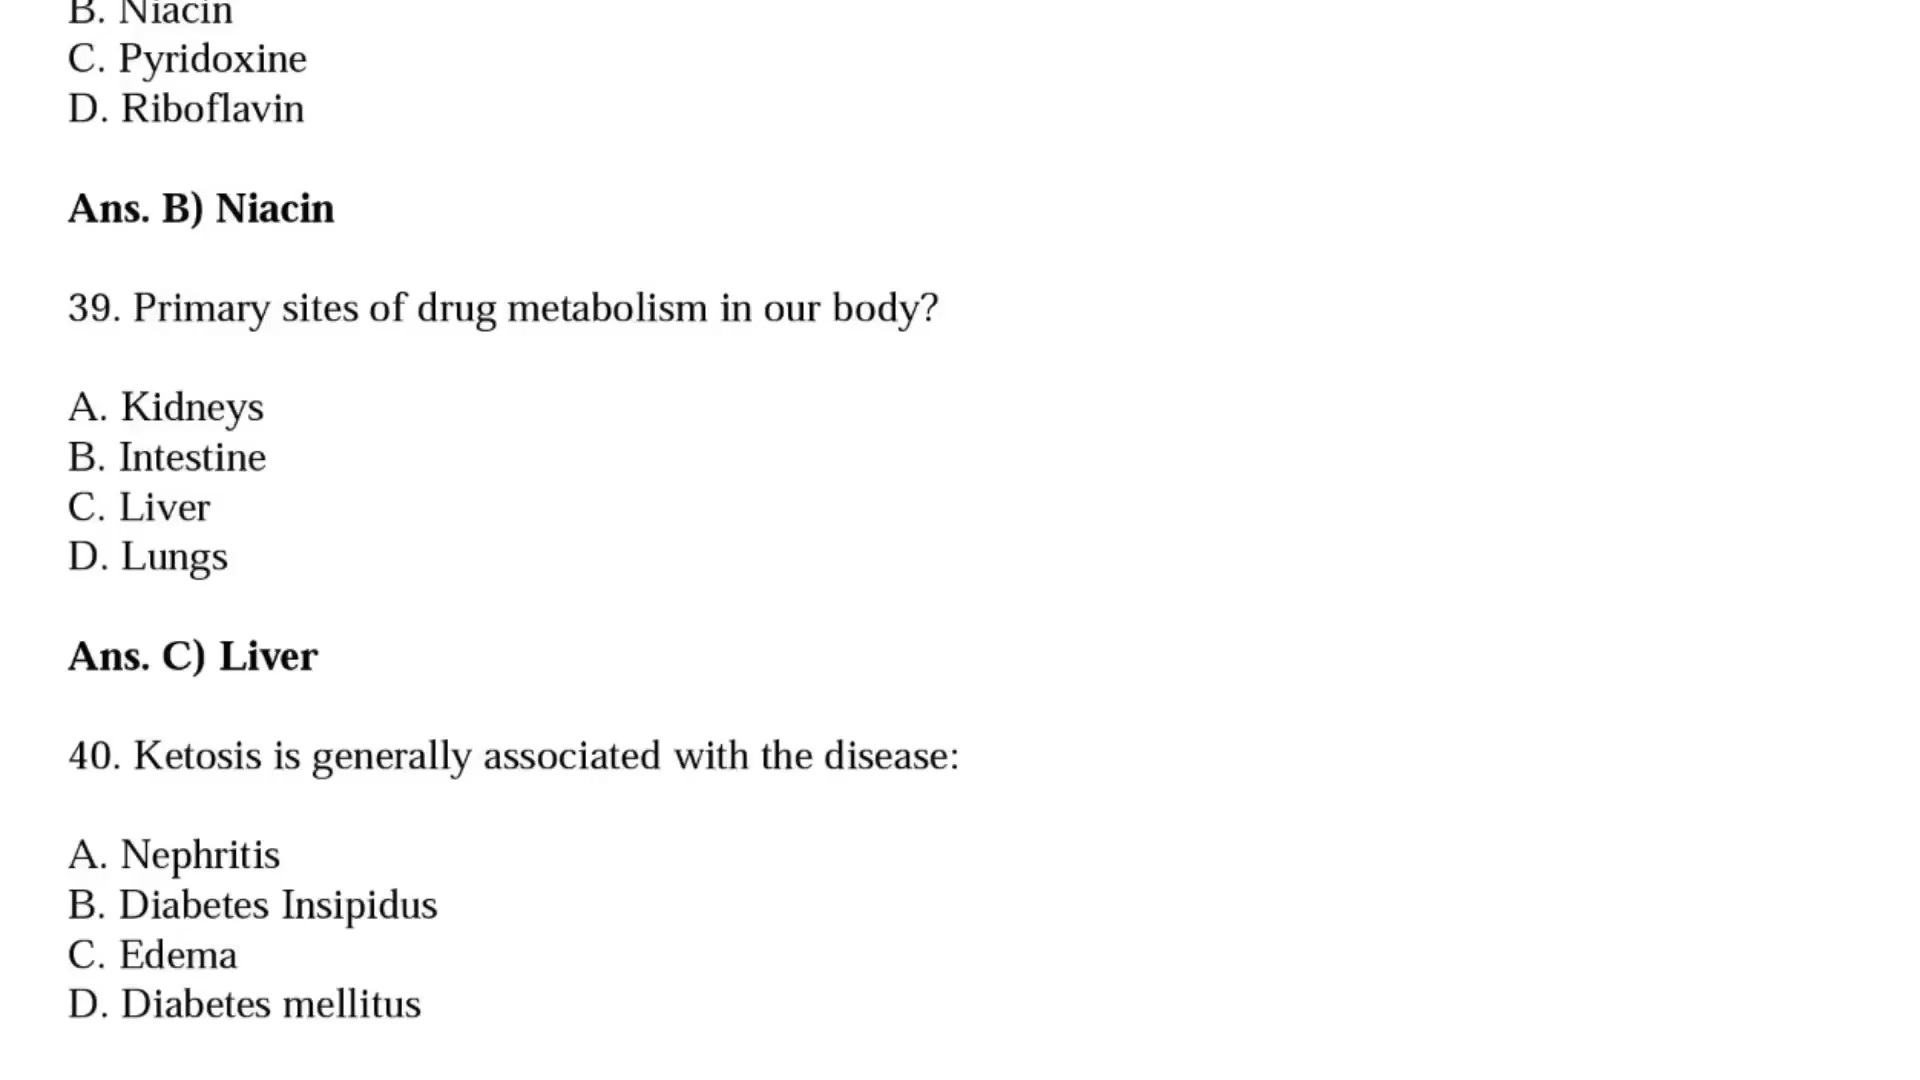 B. Niacin
C. Pyridoxine
D. Riboflavin
Ans. B) Niacin
39. Primary sites of drug metabolism in our body?
A. Kidneys
B. Intestine
C. Liver
D. Lungs
Ans. C) Liver
40. Ketosis is generally associated with the disease:
A. Nephritis
B. Diabetes Insipidus
C. Edema
D. Diabetes mellitus